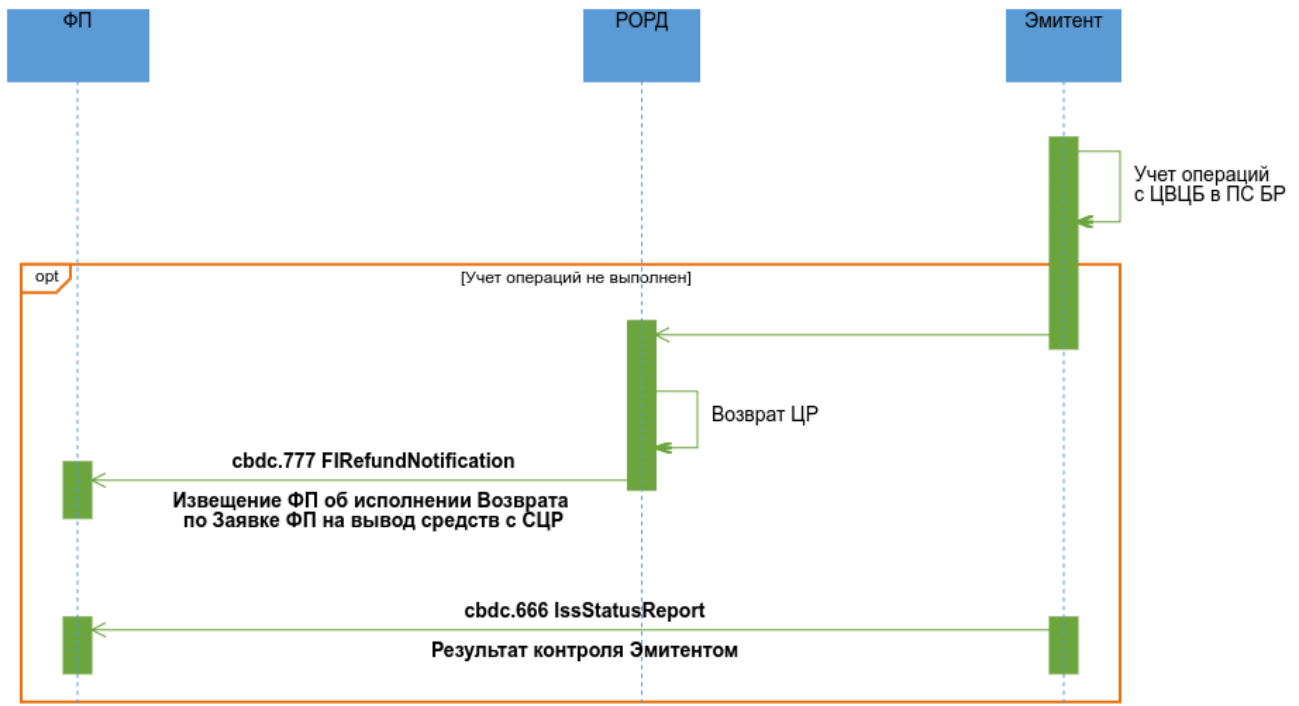 ФП
РОРД
Эмитент
Учет операций
с ЦВЦБ в ПС БР
opt
[Учет операций не выполнен]
Возврат ЦР
cbdc.777 FIRefundNotification
Извещение ФП об исполнении Возврата
по Заявке ФП на вывод средств с СЦР
cbdc.666 IssStatusReport
Результат контроля Эмитентом